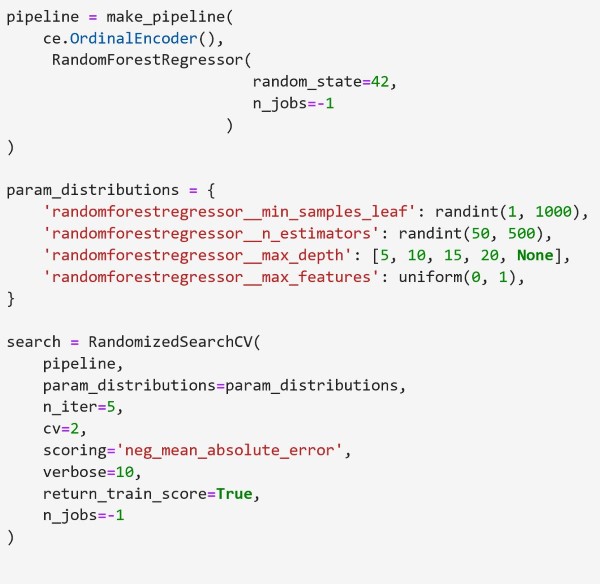 pipeline = make_pipeline(
    ce.OrdinalEncoder(),
     RandomForestRegressor(
                           random_state=42,
                           n_jobs=-1
                        )
)

param_distributions = {
    'randomforestregressor__min_samples_leaf': randint(1, 1000),
    'randomforestregressor__n_estimators': randint(50, 500),
    'randomforestregressor__max_depth': [5, 10, 15, 20, None],
    'randomforestregressor__max_features': uniform(0, 1),
}

search = RandomizedSearchCV(
    pipeline,
    param_distributions=param_distributions,
    n_iter=5,
    cv=2,
    scoring='neg_mean_absolute_error',
    verbose=10,
    return_train_score=True,
    n_jobs=-1
)